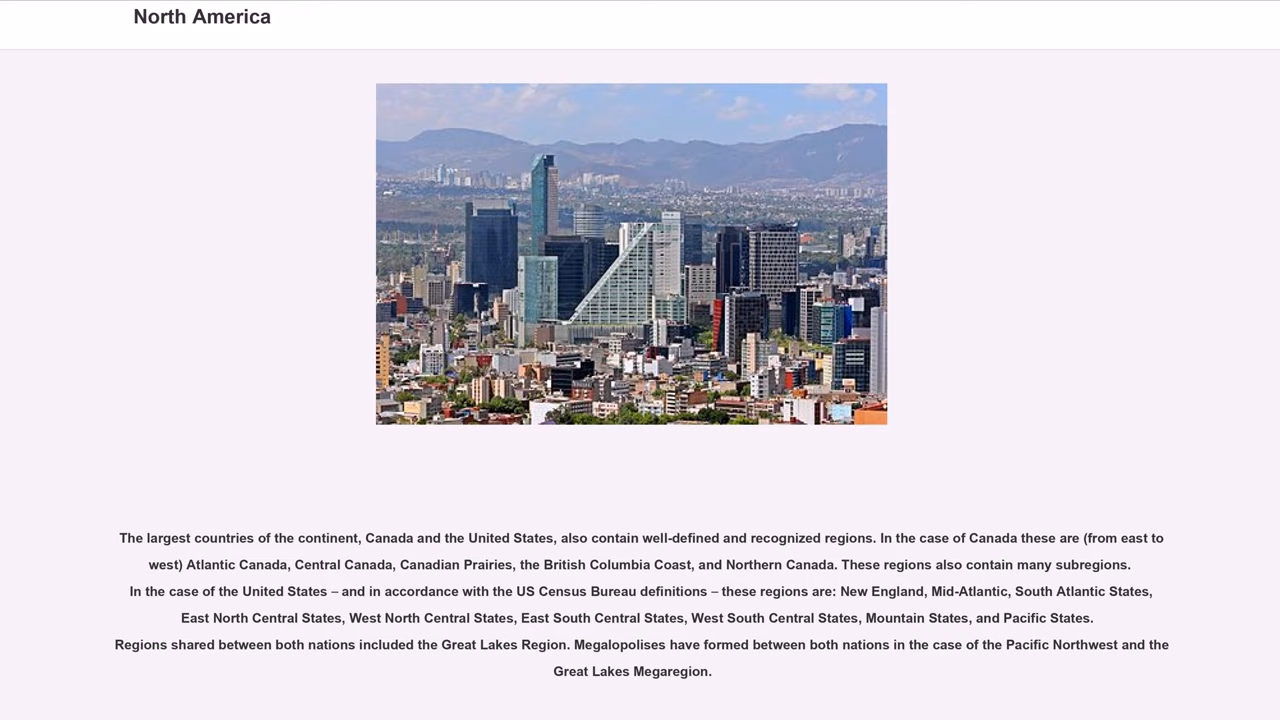 North America
The largest countries of the continent, Canada and the United States, also contain well-defined and recognized regions. In the case of Canada these are (from east to
west) Atlantic Canada, Central Canada, Canadian Prairies, the British Columbia Coast, and Northern Canada. These regions also contain many subregions.
In the case of the United States – and in accordance with the US Census Bureau definitions – these regions are: New England, Mid-Atlantic, South Atlantic States,
East North Central States, West North Central States, East South Central States, West South Central States, Mountain States, and Pacific States.
Regions shared between both nations included the Great Lakes Region. Megalopolises have formed between both nations in the case of the Pacific Northwest and the
Great Lakes Megaregion.